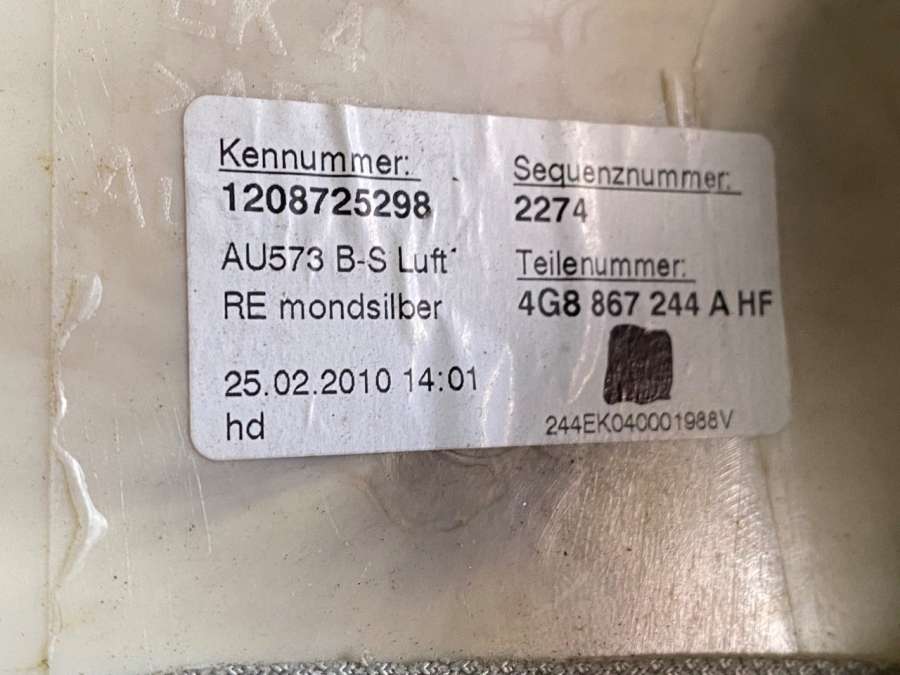 Kennummer:
1208725298
AU573 B-S Luft
RE mondsilber
25.02.2010 14:01
hd
Sequenznummer:
2274
Teilenummer:
4G8 867 244 A HF
244EK040001988V